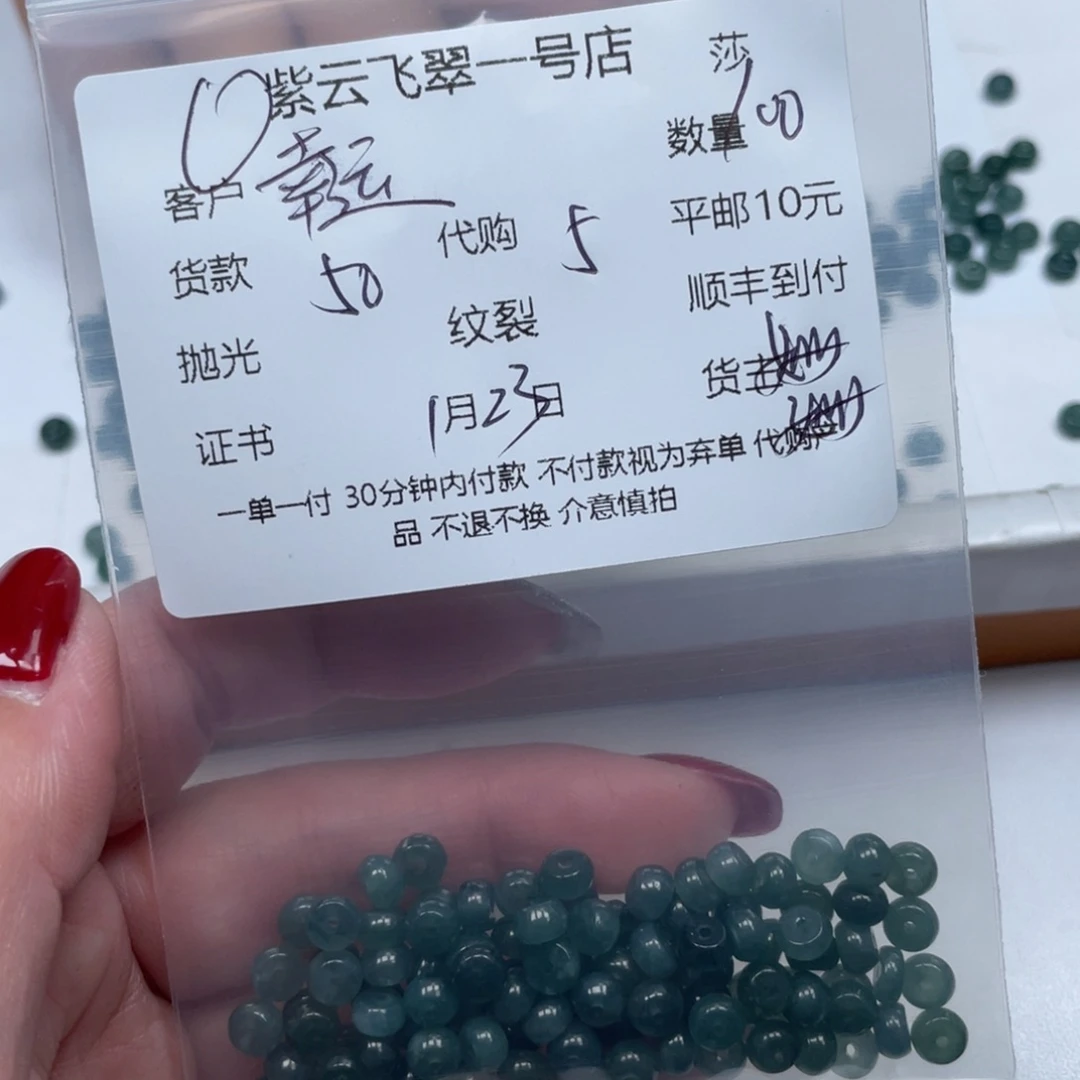 紫云飞翠一号店 莎
客户 幸运 数量 100
货款 50 代购 5 平邮10元
抛光 纹裂 顺丰到付
证书 1月23日 货主
一单一付 30分钟内付款 不付款视为弃单 代购产
品 不退不换 介意慎拍